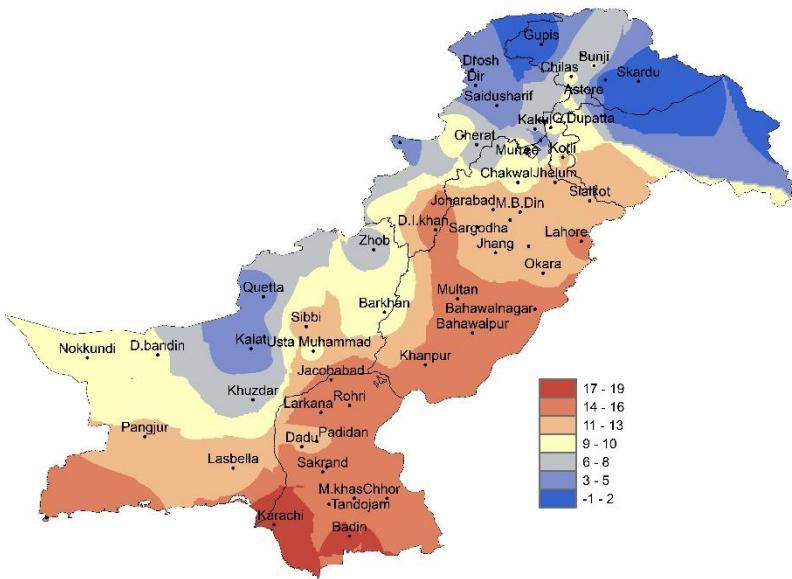 Gupis
Bunji
Drosh
Chilas
Dir
Skardu
Astore
Saidusharif
Kakul
G.Dupatta
Cherat
Murree
Kotli
Chakwal
Jhelum
Sialkot
Joharabad
M.B.Din
D.I.khan
Sargodha
Lahore
Zhob
Jhang
Okara
Quetta
Multan
Barkhan
Bahawalnagar
Sibbi
Bahawalpur
Nokkundi
D.bandin
Kalat
Usta Muhammad
Khanpur
Jacobabad
Khuzdar
Larkana
Rohri
Pangjur
Dadu
Padidan
Lasbella
Sakrand
M.khas
Chhor
Tandojam
Karachi
Badin
17 - 19
14 - 16
11 - 13
9 - 10
6 - 8
3 - 5
-1 - 2